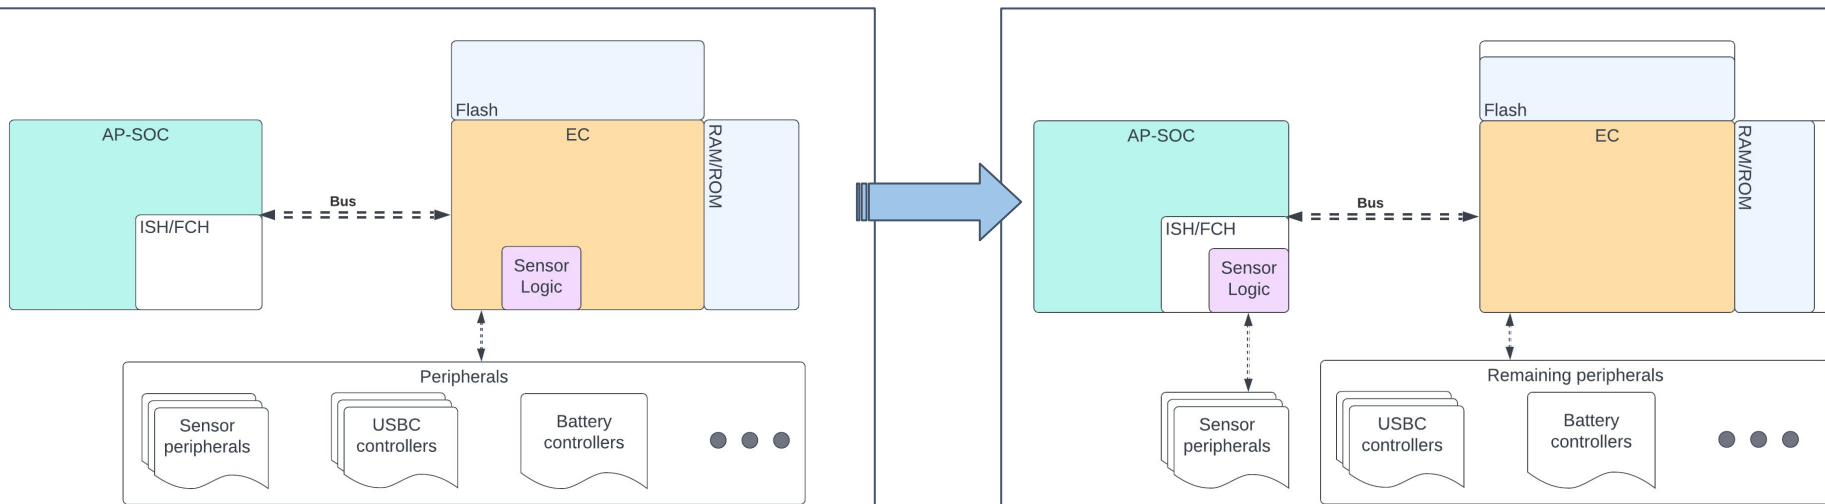 Flash
AP-SOC
EC
RAM/ROM
Bus
ISH/FCH
Sensor
Logic
Peripherals
Sensor
peripherals
USBC
controllers
Battery
controllers
Flash
AP-SOC
EC
RAM/ROM
Bus
ISH/FCH
Sensor
Logic
Remaining peripherals
Sensor
peripherals
USBC
controllers
Battery
controllers